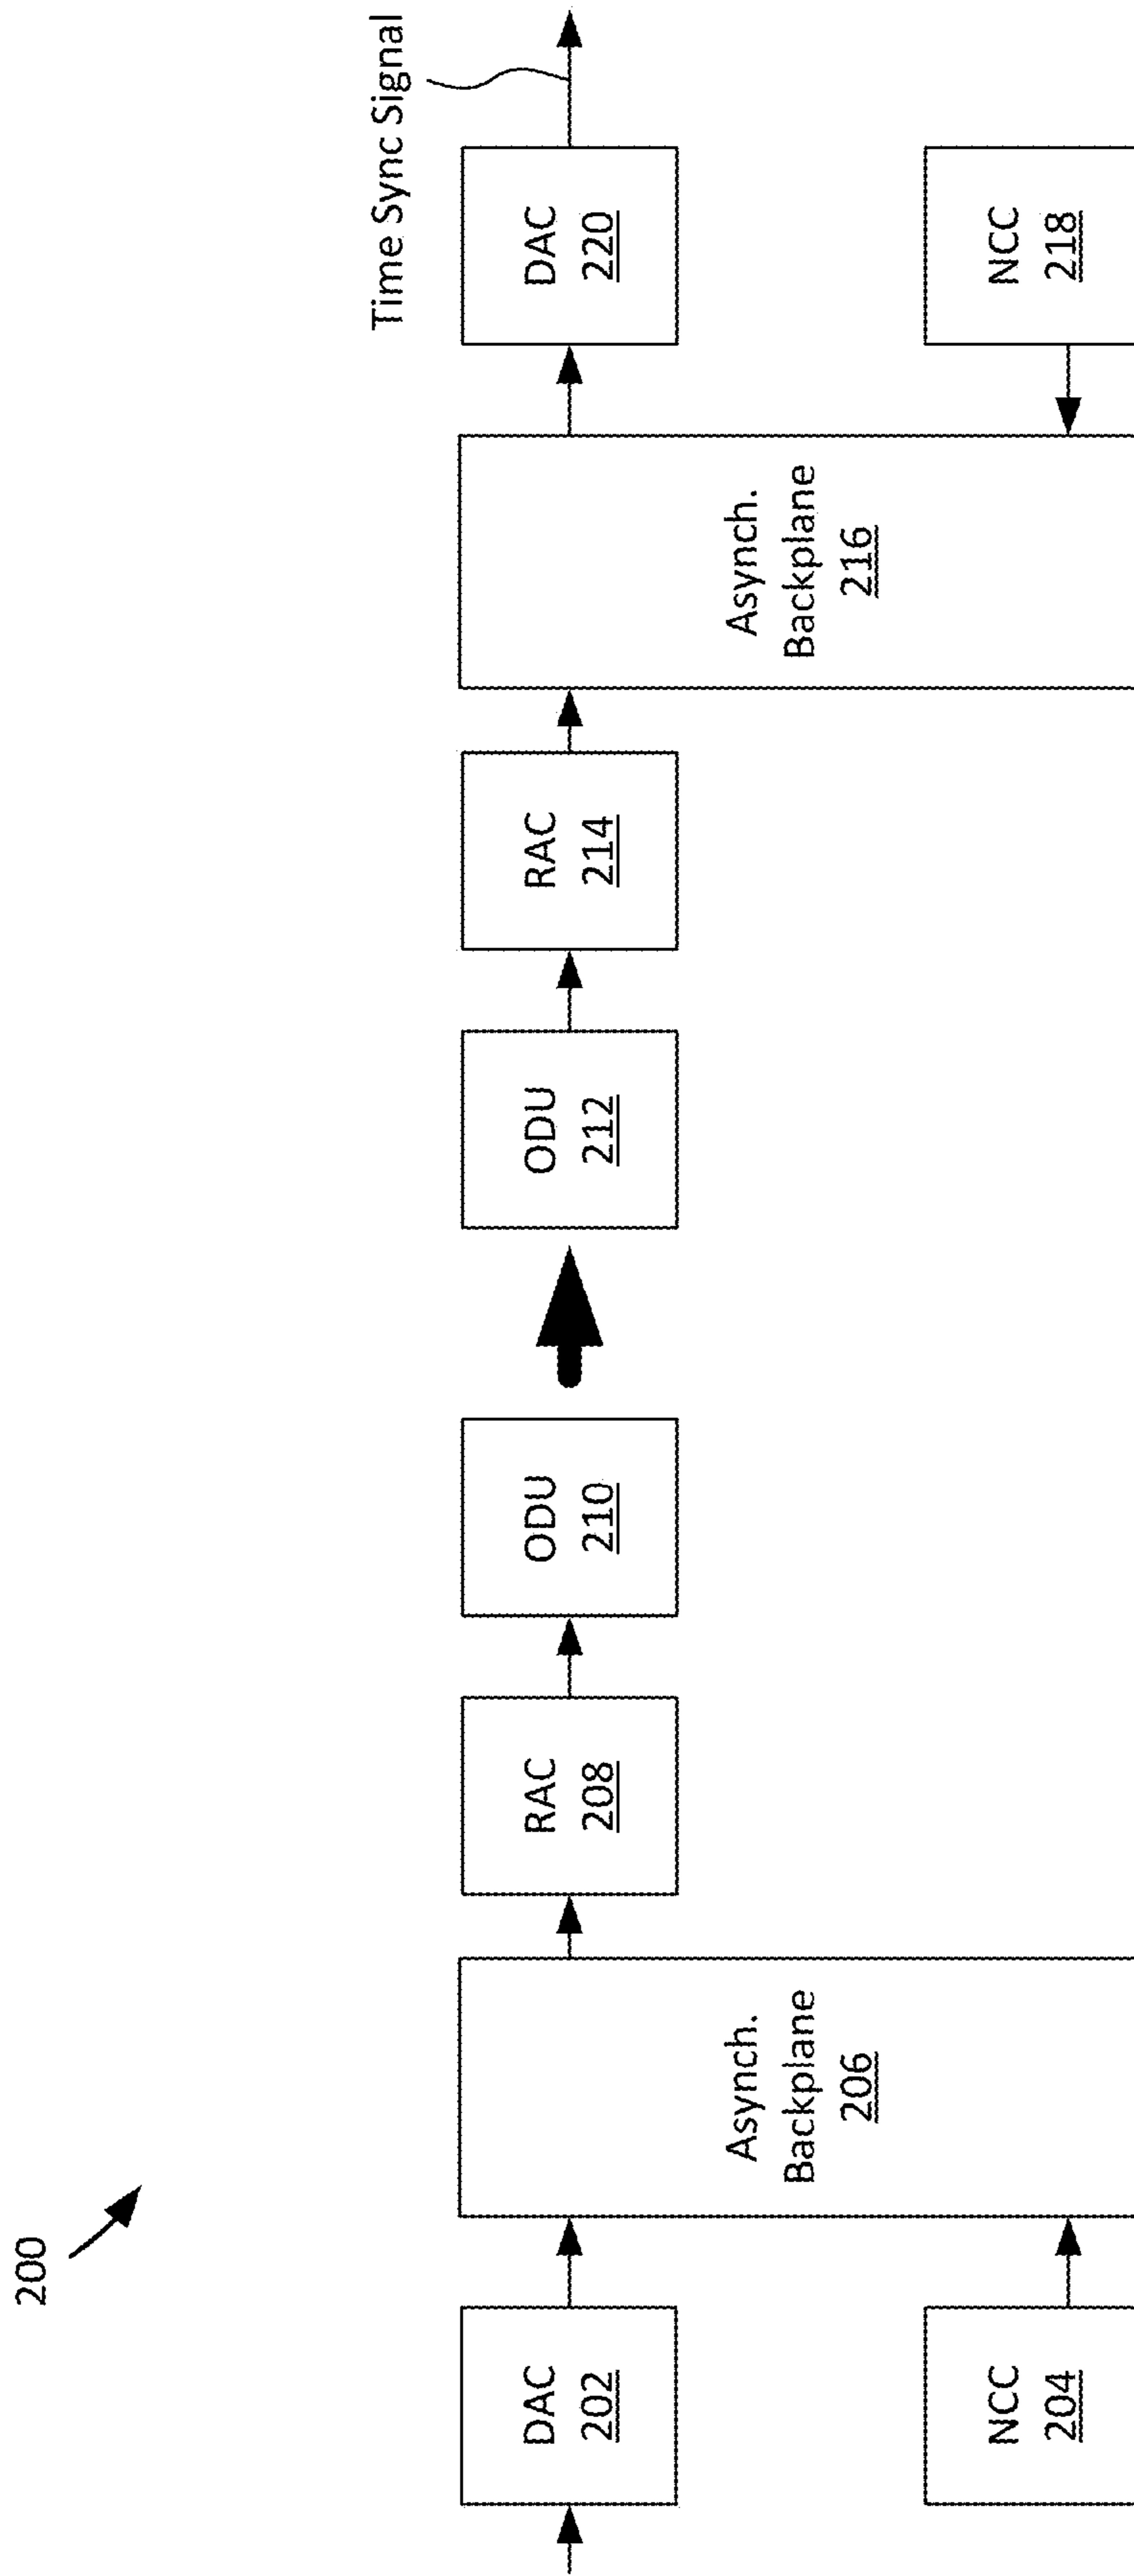 200
DAC
202
NCC
204
Asynch.
Backplane
206
RAC
208
ODU
210
ODU
212
RAC
214
Asynch.
Backplane
216
DAC
220
NCC
218
Time Sync Signal